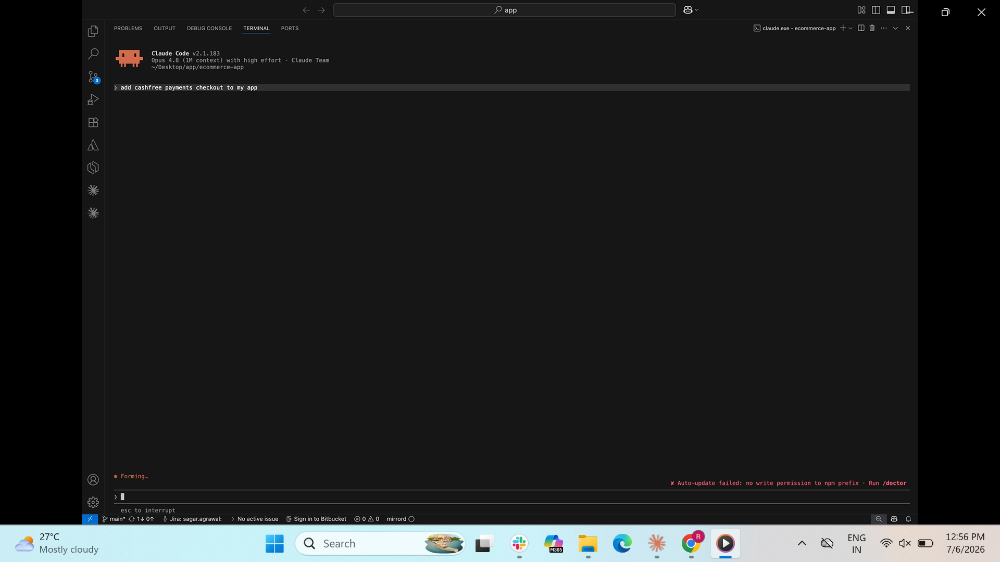 app
PROBLEMS OUTPUT DEBUG CONSOLE TERMINAL PORTS
claude.exe - ecommerce-app
Claude Code v2.1.183
Opus 4.8 (1M context) with high effort · Claude Team
~/Desktop/app/ecommerce-app
3
❯ add cashfree payments checkout to my app
Forming…
✘ Auto-update failed: no write permission to npm prefix · Run /doctor
❯
esc to interrupt
main* 1↓ 0↑ Jira: sagar.agrawal: > No active issue Sign in to Bitbucket 0 0 mirrord
27°C
Mostly cloudy
Search
M365
R
ENG
IN
12:56 PM
7/6/2026